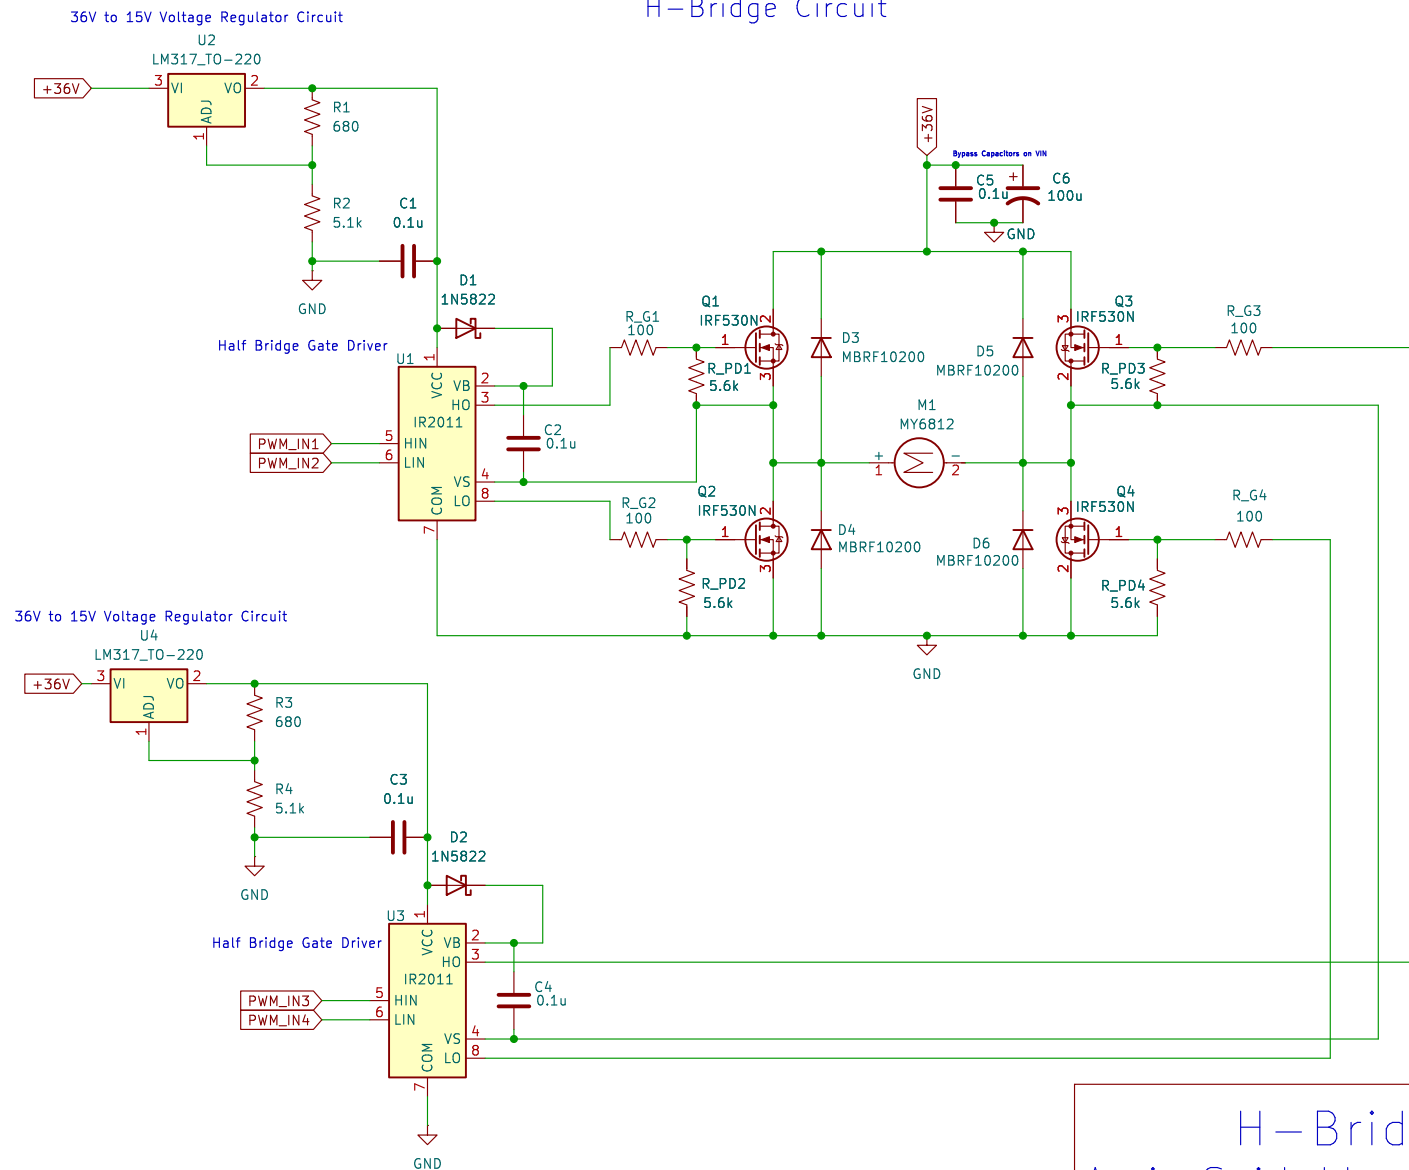 H-Bridge Circuit
36V to 15V Voltage Regulator Circuit
U2
LM317_TO-220
+36V
3
VI
VO
2
ADJ
1
R1
680
R2
5.1k
C1
0.1u
GND
D1
1N5822
Half Bridge Gate Driver
U1
1
VCC
VB
2
HO
3
IR2011
PWM_IN1
5
HIN
PWM_IN2
6
LIN
VS
4
LO
8
COM
7
C2
0.1u
R_G1
100
R_PD1
5.6k
Q1
IRF530N
2
1
3
D3
MBRF10200
+36V
Bypass Capacitors on VIN
C5
0.1u
+
C6
100u
GND
D5
MBRF10200
Q3
IRF530N
3
1
2
R_G3
100
R_PD3
5.6k
M1
MY6812
+
1
-
2
R_G2
100
R_PD2
5.6k
Q2
IRF530N
2
1
3
D4
MBRF10200
D6
MBRF10200
Q4
IRF530N
3
1
2
R_G4
100
R_PD4
5.6k
GND
36V to 15V Voltage Regulator Circuit
U4
LM317_TO-220
+36V
3
VI
VO
2
ADJ
1
R3
680
R4
5.1k
C3
0.1u
GND
D2
1N5822
Half Bridge Gate Driver
U3
1
VCC
VB
2
HO
3
IR2011
PWM_IN3
5
HIN
PWM_IN4
6
LIN
VS
4
LO
8
COM
7
C4
0.1u
GND
H-Brid